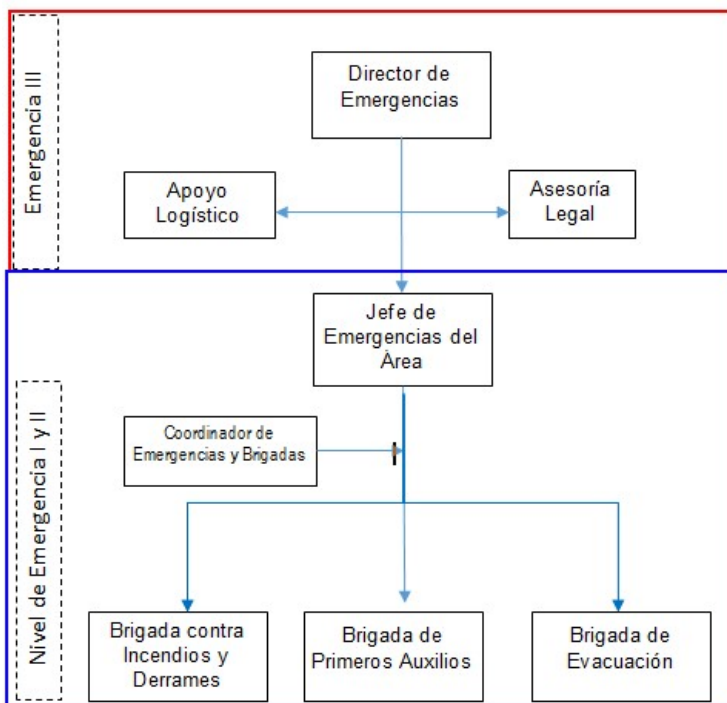 Emergencia III
Director de
Emergencias
Apoyo
Logístico
Asesoría
Legal
Nivel de Emergencia I y II
Jefe de
Emergencias del
Àrea
Coordinador de
Emergencias y Brigadas
Brigada contra
Incendios y
Derrames
Brigada de
Primeros Auxilios
Brigada de
Evacuación